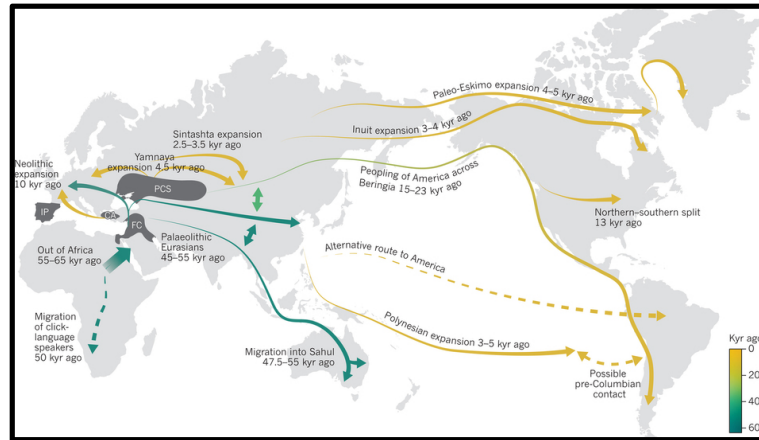 Paleo-Eskimo expansion 4–5 kyr ago
Inuit expansion 3–4 kyr ago
Sintashta expansion
2.5–3.5 kyr ago
Yamnaya
expansion 4.5 kyr ago
Neolithic
expansion
10 kyr ago
PCS
IP
CA
FC
Peopling of America across
Beringia 15–23 kyr ago
Northern–southern split
13 kyr ago
Out of Africa
55–65 kyr ago
Palaeolithic
Eurasians
45–55 kyr ago
Alternative route to America
Migration
of click-
language
speakers
50 kyr ago
Polynesian expansion 3–5 kyr ago
Migration into Sahul
47.5–55 kyr ago
Possible
pre-Columbian
contact
Kyr ago
0
20
40
60